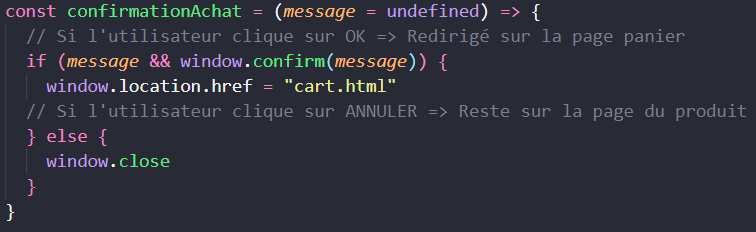 const confirmationAchat = (message = undefined) => {
  // Si l'utilisateur clique sur OK => Redirigé sur la page panier
  if (message && window.confirm(message)) {
    window.location.href = "cart.html"
  // Si l'utilisateur clique sur ANNULER => Reste sur la page du produit
  } else {
    window.close
  }
}